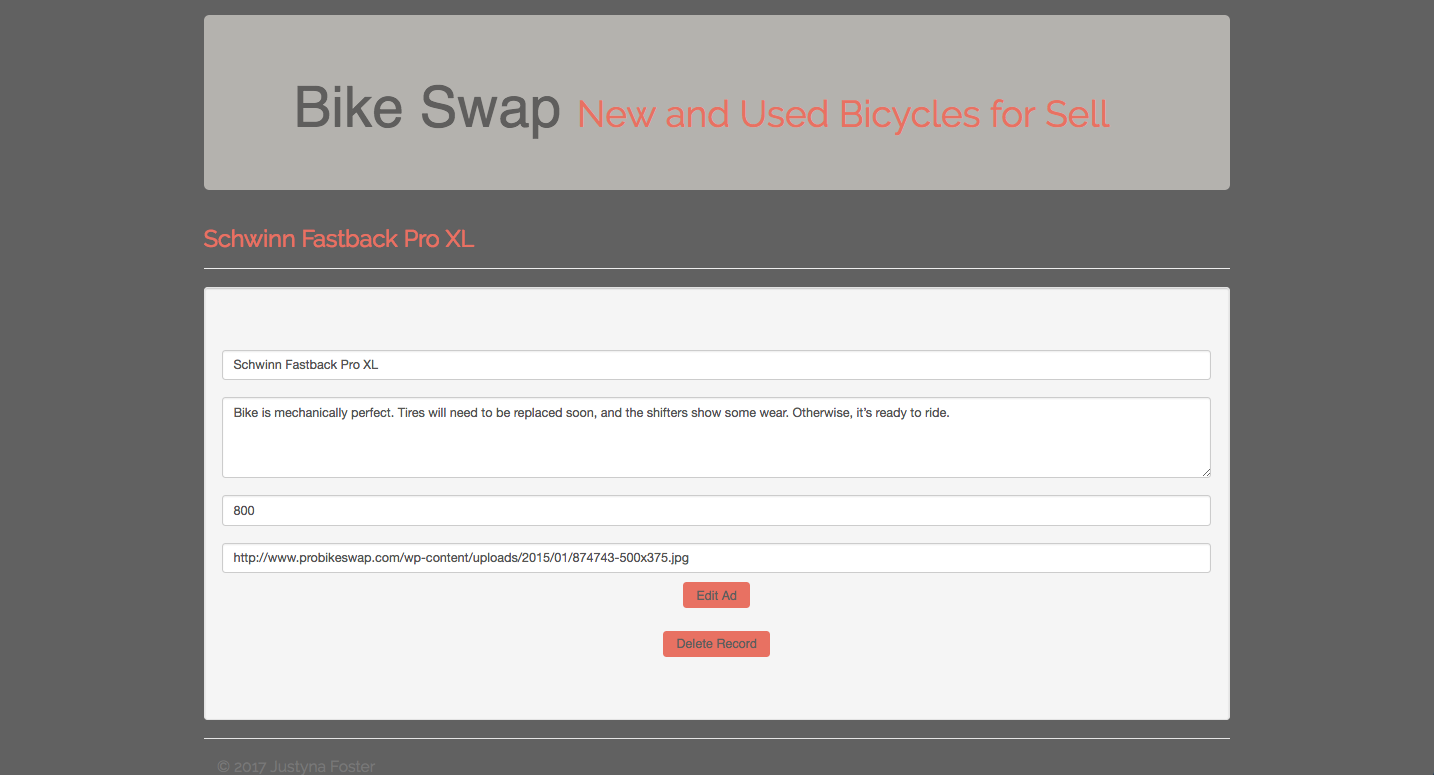 Bike Swap New and Used Bicycles for Sell
Schwinn Fastback Pro XL
Schwinn Fastback Pro XL
Bike is mechanically perfect. Tires will need to be replaced soon, and the shifters show some wear. Otherwise, it’s ready to ride.
800
http://www.probikeswap.com/wp-content/uploads/2015/01/874743-500x375.jpg
Edit Ad
Delete Record
© 2017 Justyna Foster